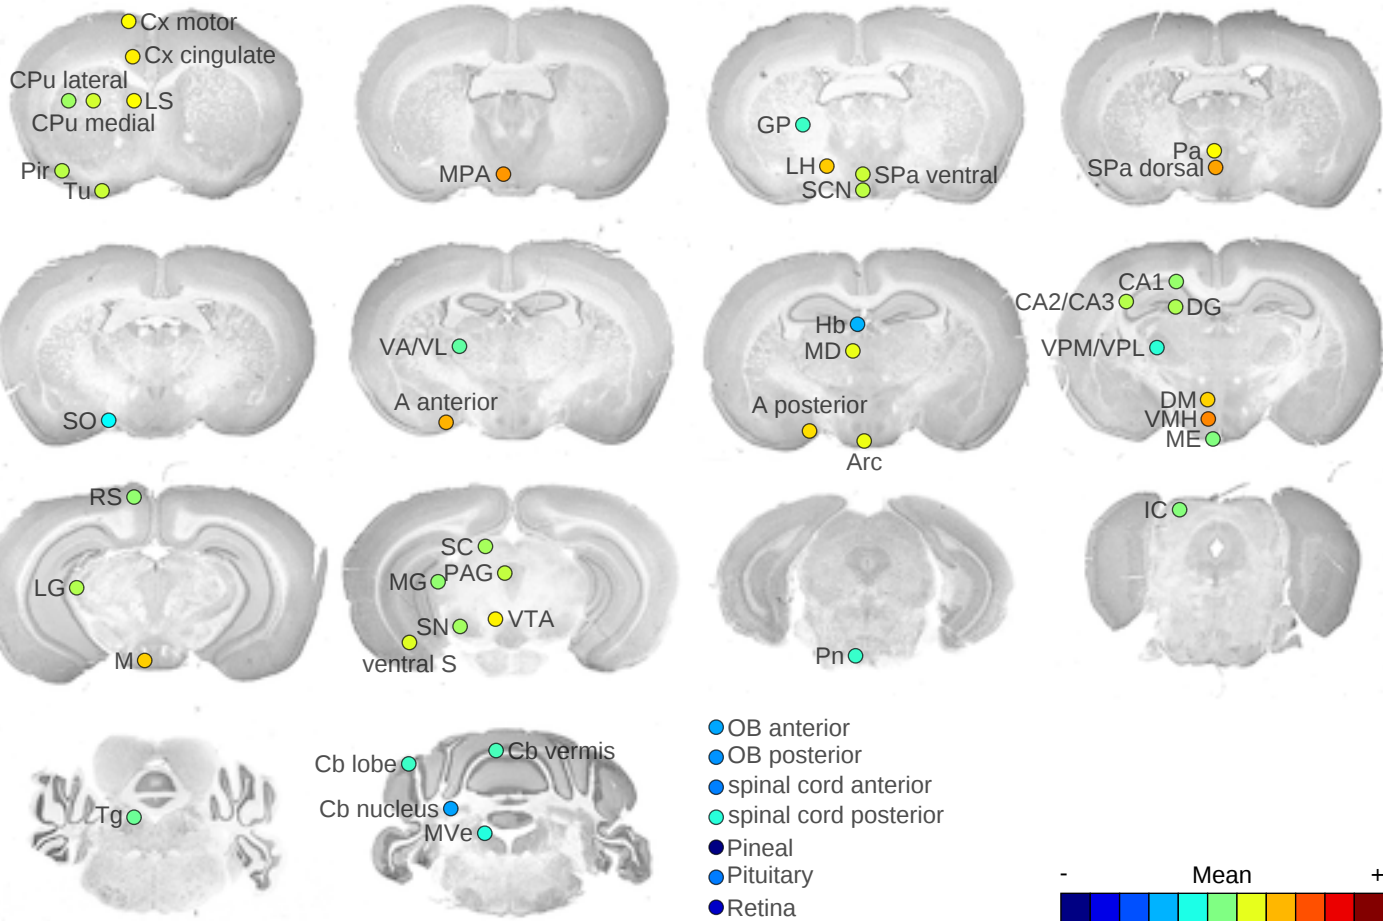 Cx motor
Cx cingulate
CPu lateral
LS
CPu medial
Pir
Tu
MPA
GP
LH
SPa ventral
SCN
Pa
SPa dorsal
SO
VA/VL
A anterior
Hb
MD
A posterior
Arc
CA1
CA2/CA3
DG
VPM/VPL
DM
VMH
ME
RS
LG
M
SC
MG
PAG
SN
VTA
ventral S
Pn
IC
Tg
Cb lobe
Cb vermis
Cb nucleus
MVe
OB anterior
OB posterior
spinal cord anterior
spinal cord posterior
Pineal
Pituitary
Retina
- Mean +